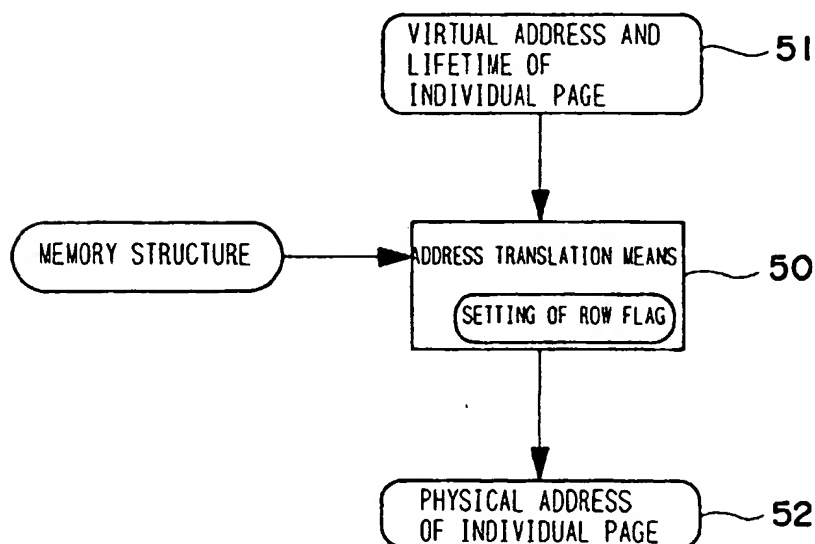 VIRTUAL ADDRESS AND
LIFETIME OF
INDIVIDUAL PAGE
51
MEMORY STRUCTURE
ADDRESS TRANSLATION MEANS
50
SETTING OF ROW FLAG
PHYSICAL ADDRESS
OF INDIVIDUAL PAGE
52